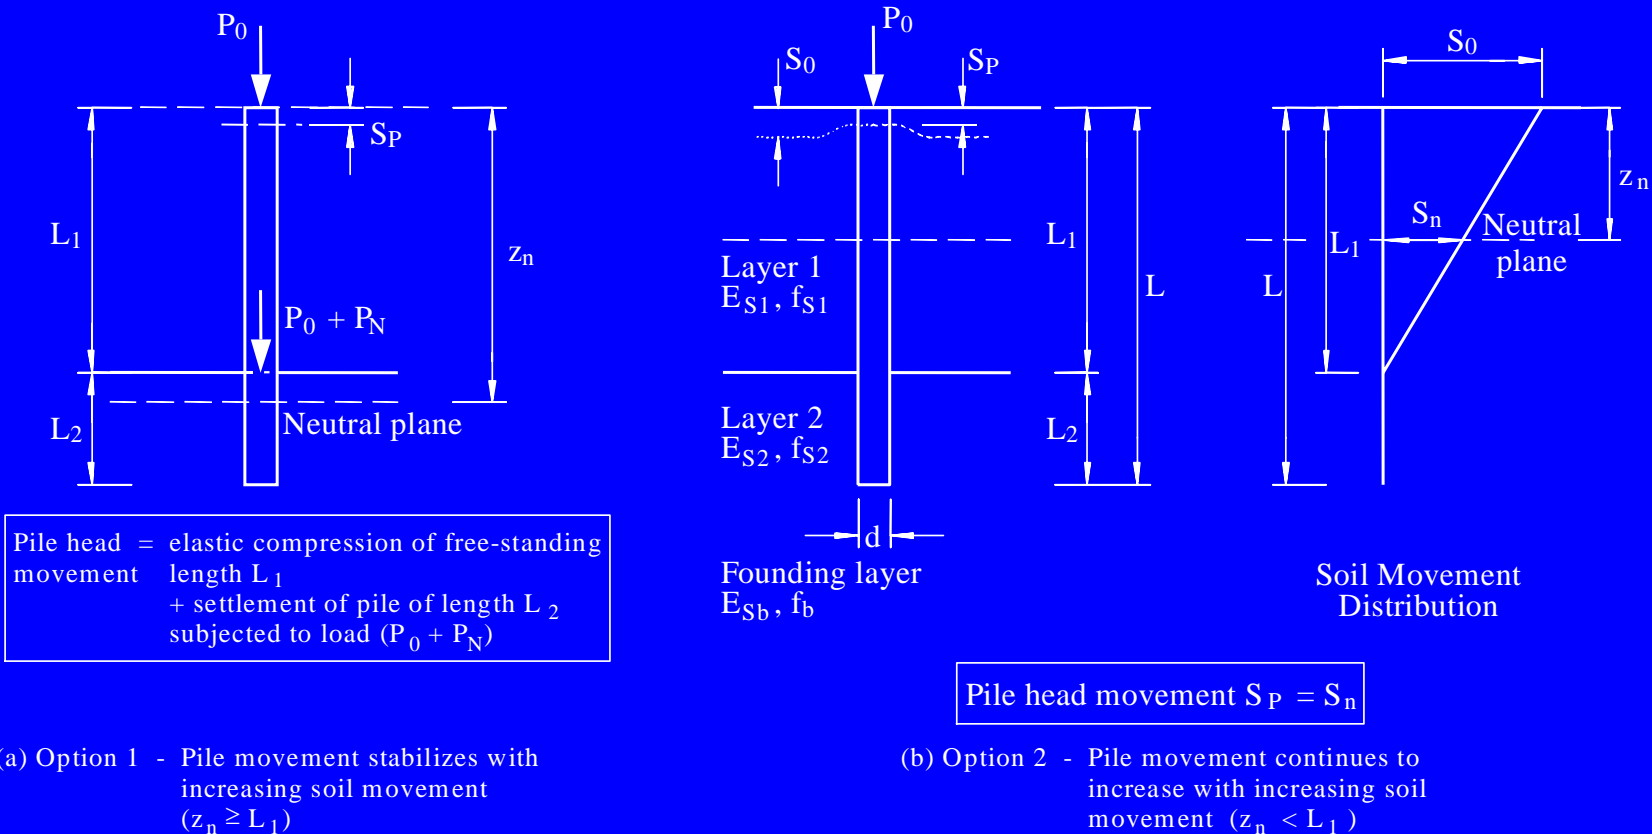 P0
SP
L1
zn
P0 + PN
L2
Neutral plane
Pile head = elastic compression of free-standing
movement length L1
+ settlement of pile of length L2
subjected to load (P0 + PN)
(a) Option 1 - Pile movement stabilizes with
increasing soil movement
(zn ≥ L1)
P0
S0
SP
L1
L
Layer 1
ES1, fS1
Layer 2
ES2, fS2
L2
d
Founding layer
ESb, fb
S0
zn
Sn
Neutral
plane
L1
L
Soil Movement
Distribution
Pile head movement SP = Sn
(b) Option 2 - Pile movement continues to
increase with increasing soil
movement (zn < L1)